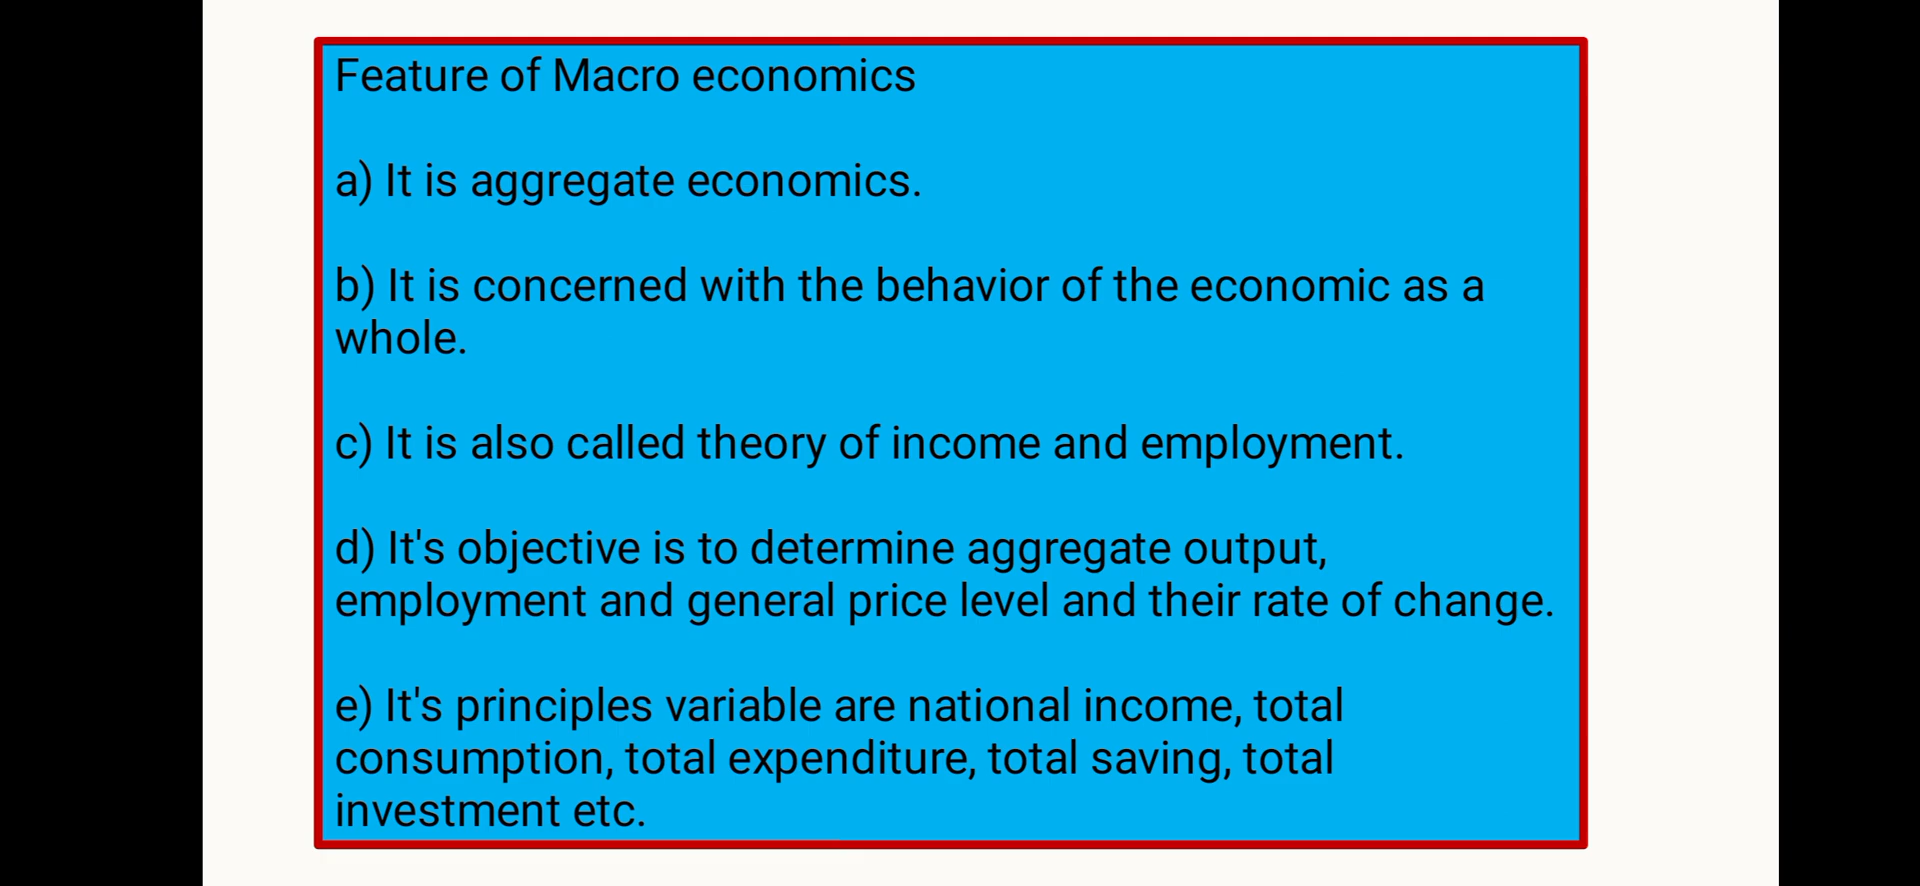 Feature of Macro economics
a) It is aggregate economics.
b) It is concerned with the behavior of the economic as a
whole.
c) It is also called theory of income and employment.
d) It's objective is to determine aggregate output,
employment and general price level and their rate of change.
e) It's principles variable are national income, total
consumption, total expenditure, total saving, total
investment etc.